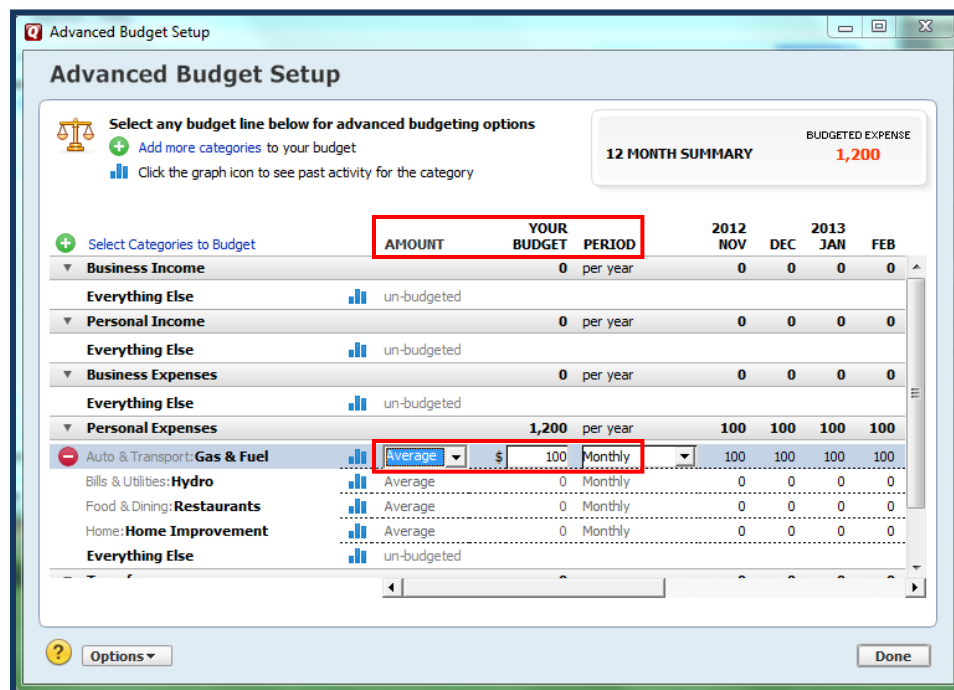 Advanced Budget Setup
Advanced Budget Setup
Select any budget line below for advanced budgeting options
Add more categories to your budget
Click the graph icon to see past activity for the category
12 MONTH SUMMARY
BUDGETED EXPENSE
1,200
Select Categories to Budget AMOUNT YOUR BUDGET PERIOD 2012 NOV DEC 2013 JAN FEB
Business Income 0 per year 0 0 0 0
Everything Else un-budgeted
Personal Income 0 per year 0 0 0 0
Everything Else un-budgeted
Business Expenses 0 per year 0 0 0 0
Everything Else un-budgeted
Personal Expenses 1,200 per year 100 100 100 100
Auto & Transport:Gas & Fuel Average $ 100 Monthly 100 100 100 100
Bills & Utilities:Hydro Average 0 Monthly 0 0 0 0
Food & Dining:Restaurants Average 0 Monthly 0 0 0 0
Home:Home Improvement Average 0 Monthly 0 0 0 0
Everything Else un-budgeted
? Options Done